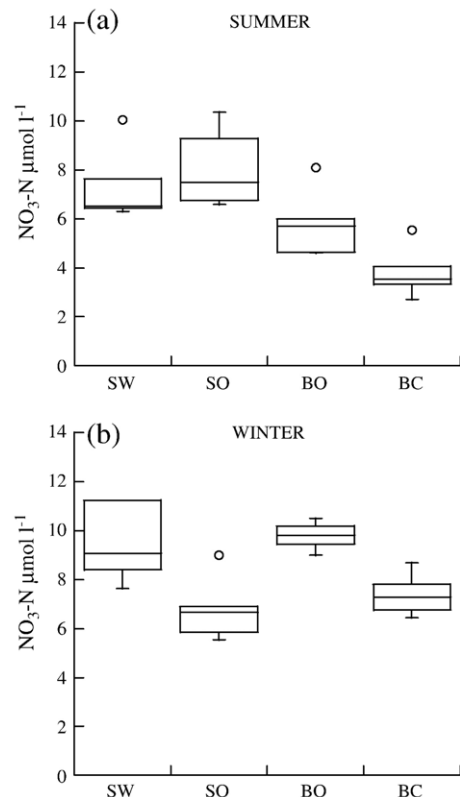 (a)
SUMMER
14
12
10
8
6
4
2
0
NO₃-N μmol l⁻¹
SW SO BO BC
(b)
WINTER
14
12
10
8
6
4
2
0
NO₃-N μmol l⁻¹
SW SO BO BC